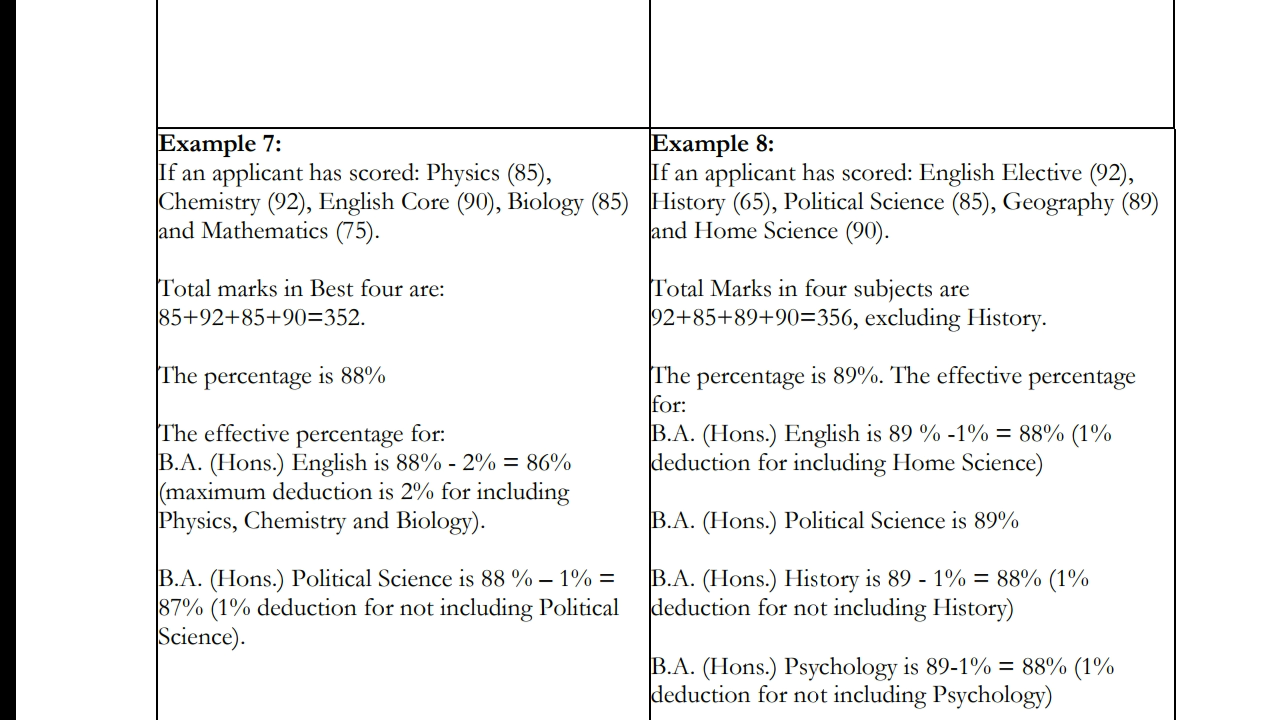 Example 7:
If an applicant has scored: Physics (85),
Chemistry (92), English Core (90), Biology (85)
and Mathematics (75).
Total marks in Best four are:
85+92+85+90=352.
The percentage is 88%
The effective percentage for:
B.A. (Hons.) English is 88% - 2% = 86%
(maximum deduction is 2% for including
Physics, Chemistry and Biology).
B.A. (Hons.) Political Science is 88 % – 1% =
87% (1% deduction for not including Political
Science).
Example 8:
If an applicant has scored: English Elective (92),
History (65), Political Science (85), Geography (89)
and Home Science (90).
Total Marks in four subjects are
92+85+89+90=356, excluding History.
The percentage is 89%. The effective percentage
for:
B.A. (Hons.) English is 89 % -1% = 88% (1%
deduction for including Home Science)
B.A. (Hons.) Political Science is 89%
B.A. (Hons.) History is 89 - 1% = 88% (1%
deduction for not including History)
B.A. (Hons.) Psychology is 89-1% = 88% (1%
deduction for not including Psychology)